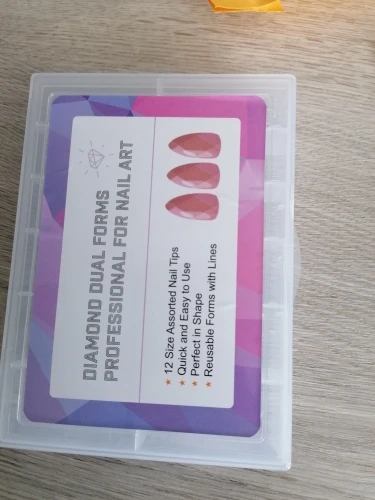 DIAMOND DUAL FORMS
PROFESSIONAL FOR NAIL ART
★ 12 Size Assorted Nail Tips
★ Quick and Easy to Use
★ Perfect in Shape
★ Reusable Forms with Lines